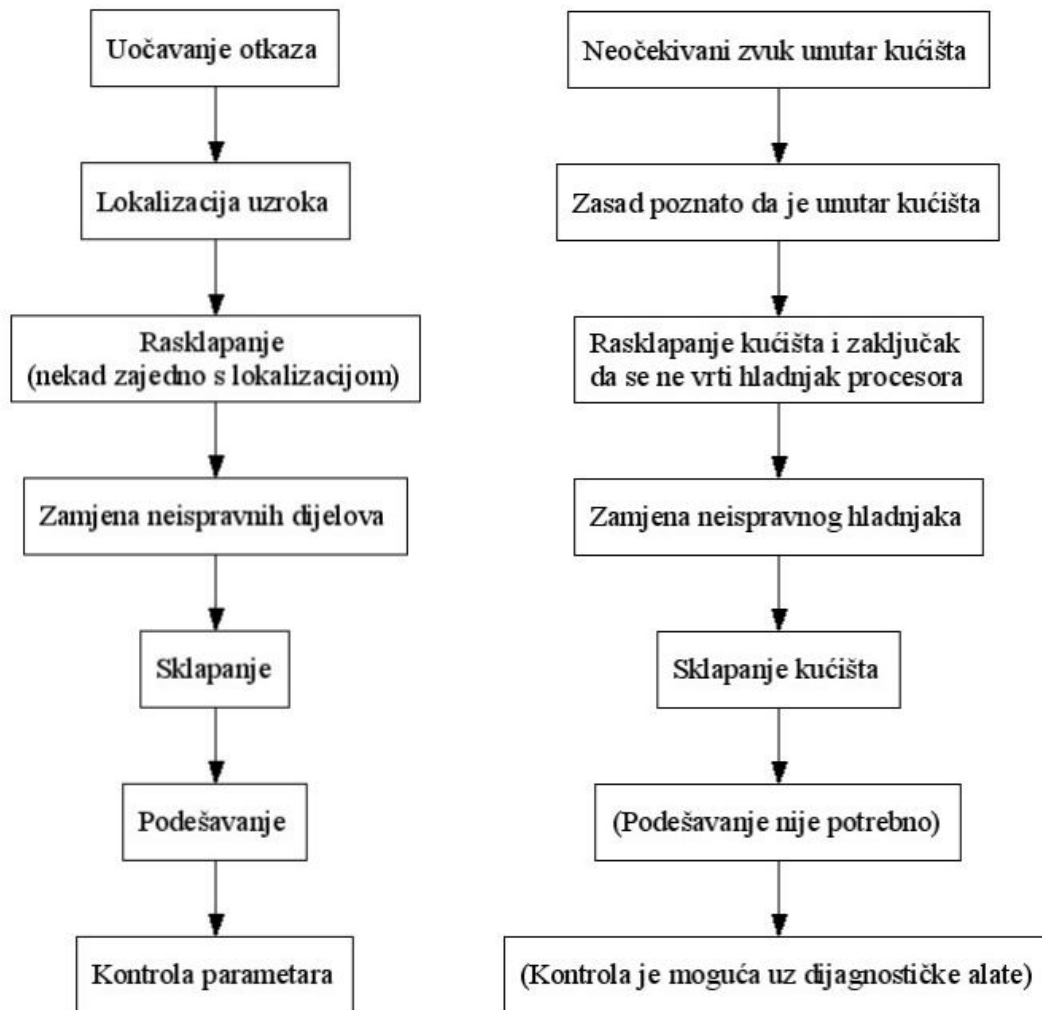 Uočavanje otkaza
Lokalizacija uzroka
Rasklapanje
(nekad zajedno s lokalizacijom)
Zamjena neispravnih dijelova
Sklapanje
Podešavanje
Kontrola parametara
Neočekivani zvuk unutar kućišta
Zasad poznato da je unutar kućišta
Rasklapanje kućišta i zaključak
da se ne vrti hladnjak procesora
Zamjena neispravnog hladnjaka
Sklapanje kućišta
(Podešavanje nije potrebno)
(Kontrola je moguća uz dijagnostičke alate)